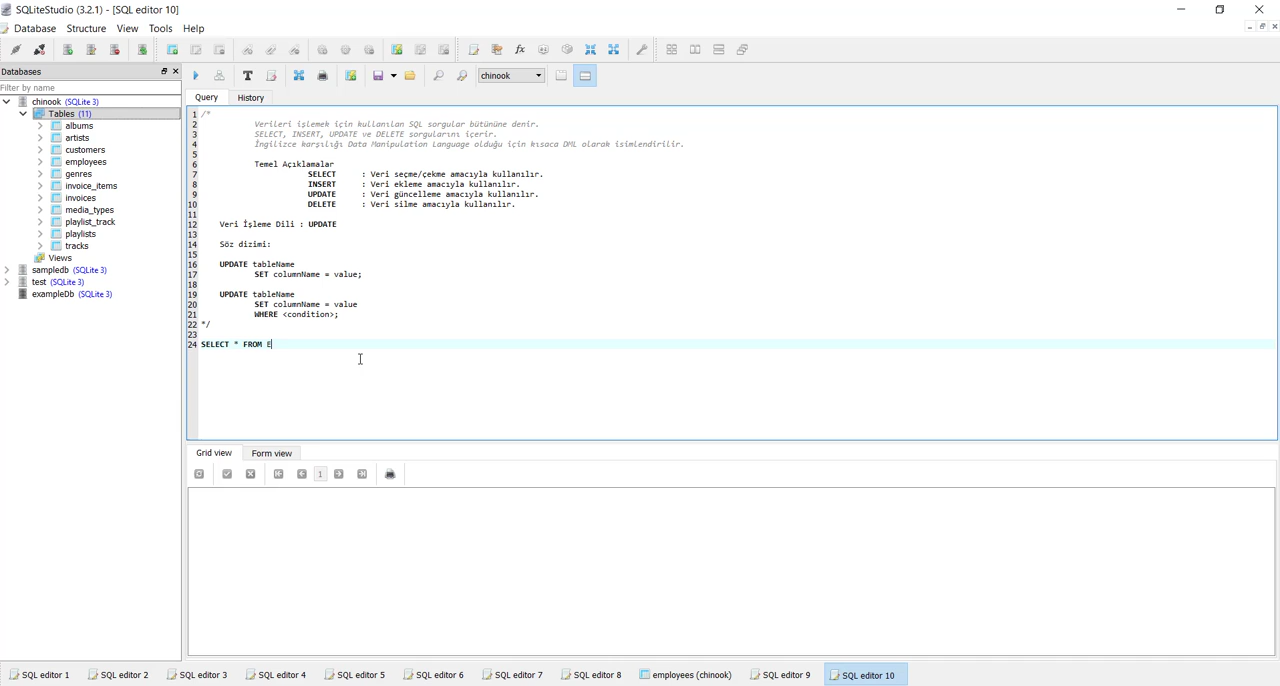 SQLiteStudio (3.2.1) - [SQL editor 10]
Database Structure View Tools Help
Databases
Filter by name
chinook (SQLite 3)
Tables (11)
albums
artists
customers
employees
genres
invoice_items
invoices
media_types
playlist_track
playlists
tracks
Views
sampledb (SQLite 3)
test (SQLite 3)
exampleDb (SQLite 3)
chinook
Query History
1 /*
2 Verileri işlemek için kullanılan SQL sorgular bütününe denir.
3 SELECT, INSERT, UPDATE ve DELETE sorgularını içerir.
4 İngilizce karşılığı Data Manipulation Language olduğu için kısaca DML olarak isimlendirilir.
5
6 Temel Açıklamalar
7 SELECT : Veri seçme/çekme amacıyla kullanılır.
8 INSERT : Veri ekleme amacıyla kullanılır.
9 UPDATE : Veri güncelleme amacıyla kullanılır.
10 DELETE : Veri silme amacıyla kullanılır.
11
12 Veri İşleme Dili : UPDATE
13
14 Söz dizimi:
15
16 UPDATE tableName
17 SET columnName = value;
18
19 UPDATE tableName
20 SET columnName = value
21 WHERE <condition>;
22 */
23
24 SELECT * FROM E
Grid view Form view
1
SQL editor 1 SQL editor 2 SQL editor 3 SQL editor 4 SQL editor 5 SQL editor 6 SQL editor 7 SQL editor 8 employees (chinook) SQL editor 9 SQL editor 10